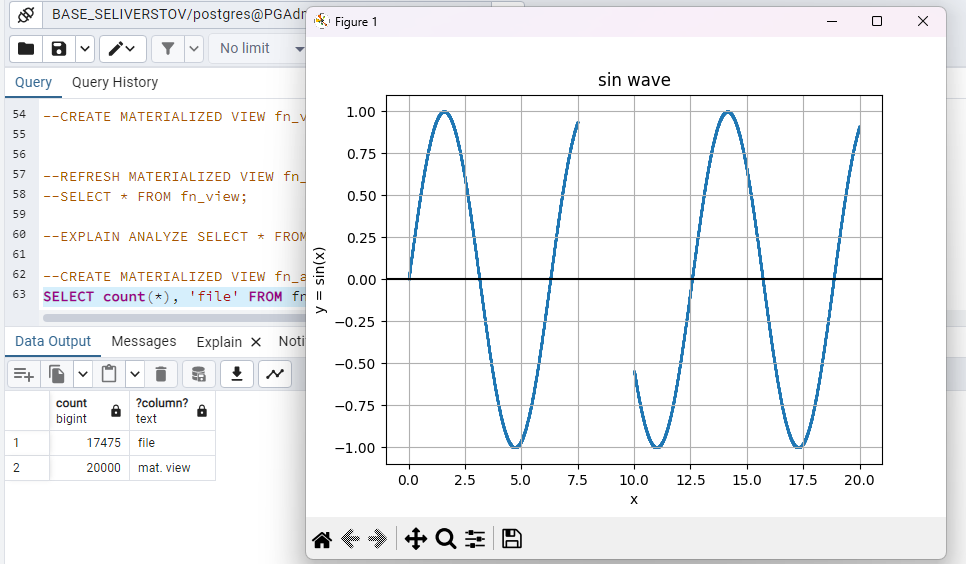 BASE_SELIVERSTOV/postgres@PGAdr
Figure 1
No limit
Query Query History
54 --CREATE MATERIALIZED VIEW fn_v
55
56
57 --REFRESH MATERIALIZED VIEW fn_
58 --SELECT * FROM fn_view;
59
60 --EXPLAIN ANALYZE SELECT * FROM
61
62 --CREATE MATERIALIZED VIEW fn_a
63 SELECT count(*), 'file' FROM fn
Data Output Messages Explain Noti
count ?column?
bigint text
1 17475 file
2 20000 mat. view
sin wave
1.00
0.75
0.50
0.25
0.00
−0.25
−0.50
−0.75
−1.00
y = sin(x)
0.0 2.5 5.0 7.5 10.0 12.5 15.0 17.5 20.0
x